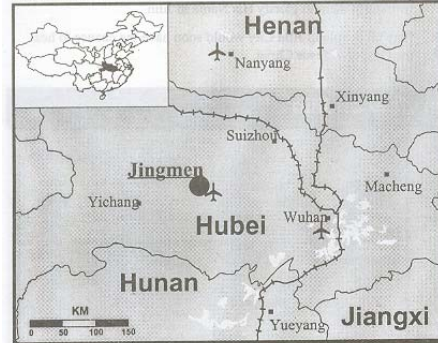 Henan
Nanyang
Xinyang
Suizhou
Jingmen
Macheng
Yichang
Wuhan
Hubei
Hunan
KM
0 50 100 150
Yueyang
Jiangxi